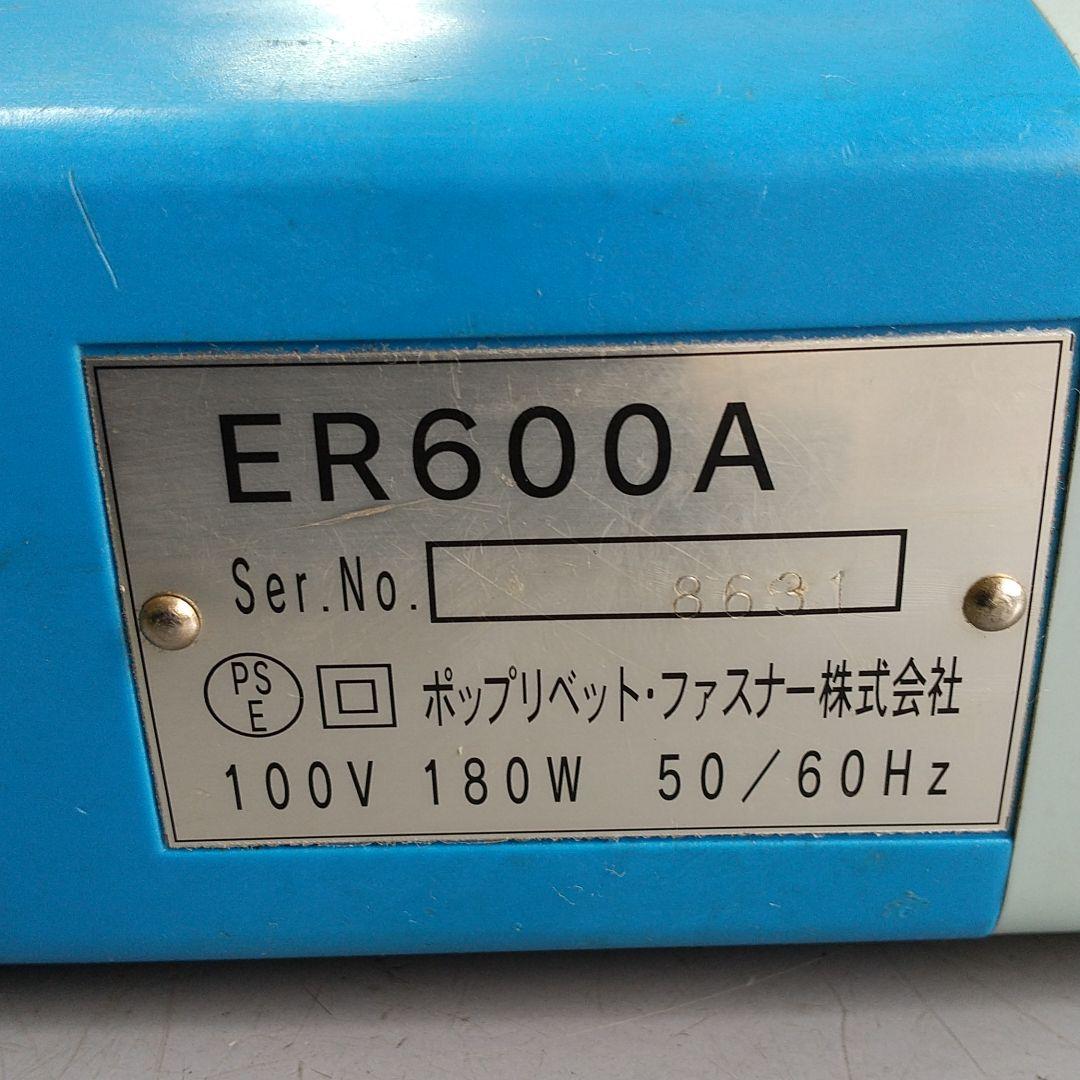 ER600A
Ser.No. 8631
PSE ポップリベット・ファスナー株式会社
100V 180W 50/60Hz